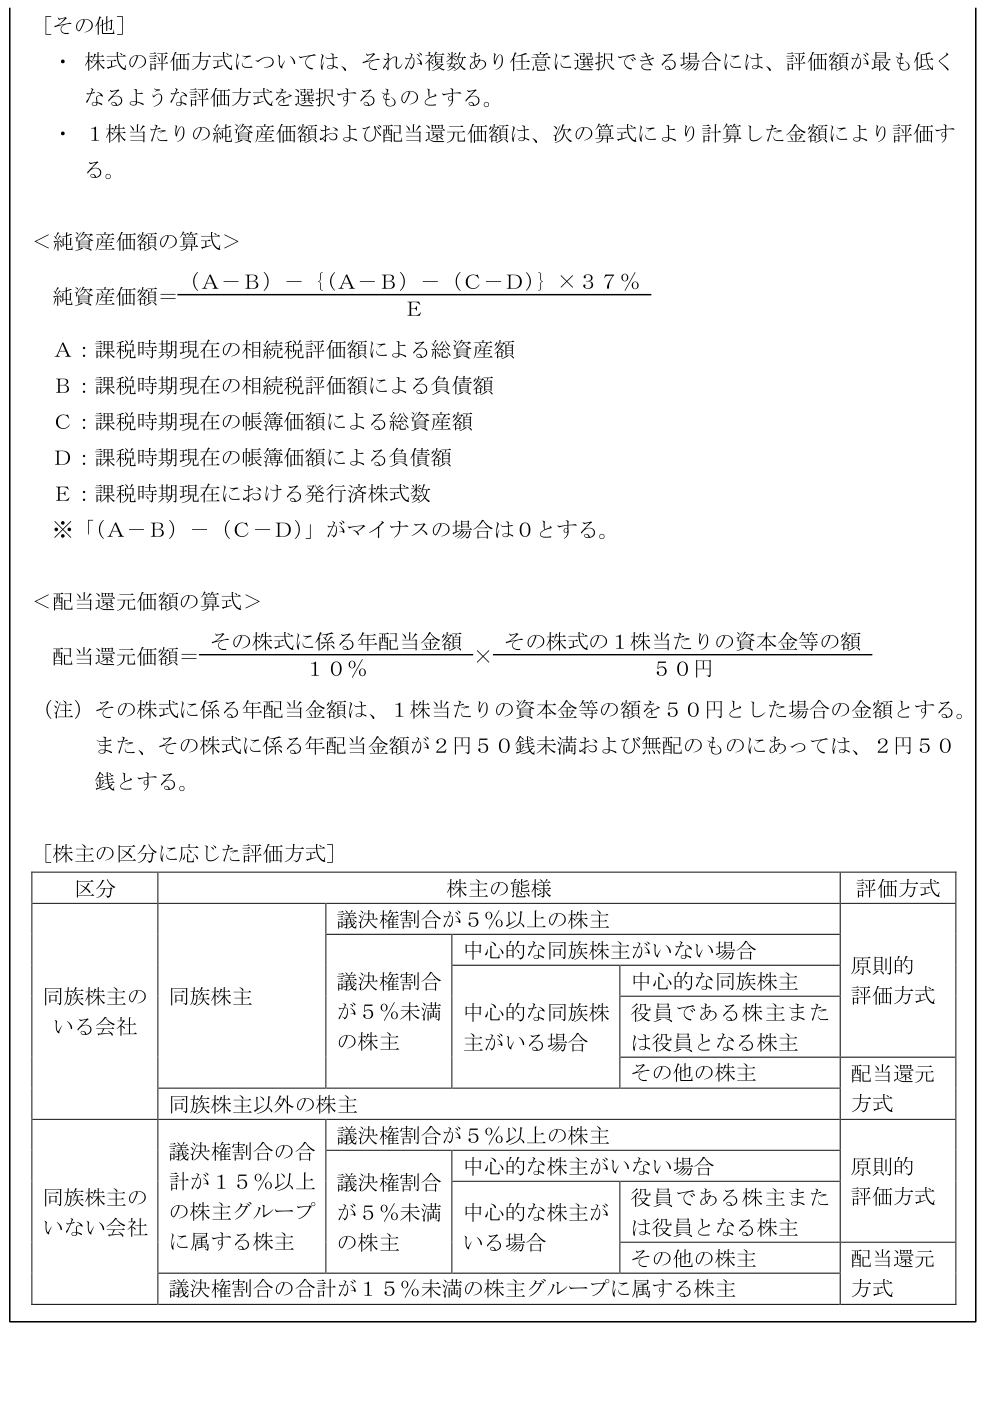 ［その他］
・ 株式の評価方式については、それが複数あり任意に選択できる場合には、評価額が最も低く
なるような評価方式を選択するものとする。
・ １株当たりの純資産価額および配当還元価額は、次の算式により計算した金額により評価す
る。
＜純資産価額の算式＞
（Ａ－Ｂ）－｛（Ａ－Ｂ）－（Ｃ－Ｄ）｝×３７％
純資産価額＝
Ｅ
Ａ：課税時期現在の相続税評価額による総資産額
Ｂ：課税時期現在の相続税評価額による負債額
Ｃ：課税時期現在の帳簿価額による総資産額
Ｄ：課税時期現在の帳簿価額による負債額
Ｅ：課税時期現在における発行済株式数
※「（Ａ－Ｂ）－（Ｃ－Ｄ）」がマイナスの場合は０とする。
＜配当還元価額の算式＞
その株式に係る年配当金額 その株式の１株当たりの資本金等の額
配当還元価額＝ ×
１０％ ５０円
（注）その株式に係る年配当金額は、１株当たりの資本金等の額を５０円とした場合の金額とする。
また、その株式に係る年配当金額が２円５０銭未満および無配のものにあっては、２円５０
銭とする。
［株主の区分に応じた評価方式］
区分 株主の態様 評価方式
同族株主の
いる会社
同族株主
議決権割合が５％以上の株主
議決権割合
が５％未満
の株主
中心的な同族株主がいない場合
中心的な同族株
主がいる場合
中心的な同族株主
役員である株主また
は役員となる株主
原則的
評価方式
その他の株主
同族株主以外の株主
配当還元
方式
同族株主の
いない会社
議決権割合の合
計が１５％以上
の株主グループ
に属する株主
議決権割合が５％以上の株主
議決権割合
が５％未満
の株主
中心的な株主がいない場合
中心的な株主が
いる場合
役員である株主また
は役員となる株主
原則的
評価方式
その他の株主
議決権割合の合計が１５％未満の株主グループに属する株主
配当還元
方式